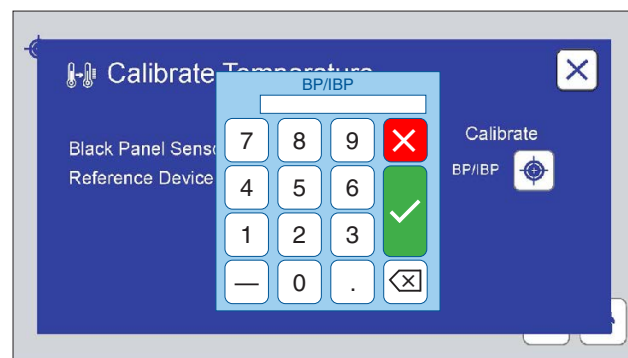 Calibrate
BP/IBP
7 8 9
Black Panel
Calibrate
Reference Device
BP/IBP
4 5 6
1 2 3
— 0 .